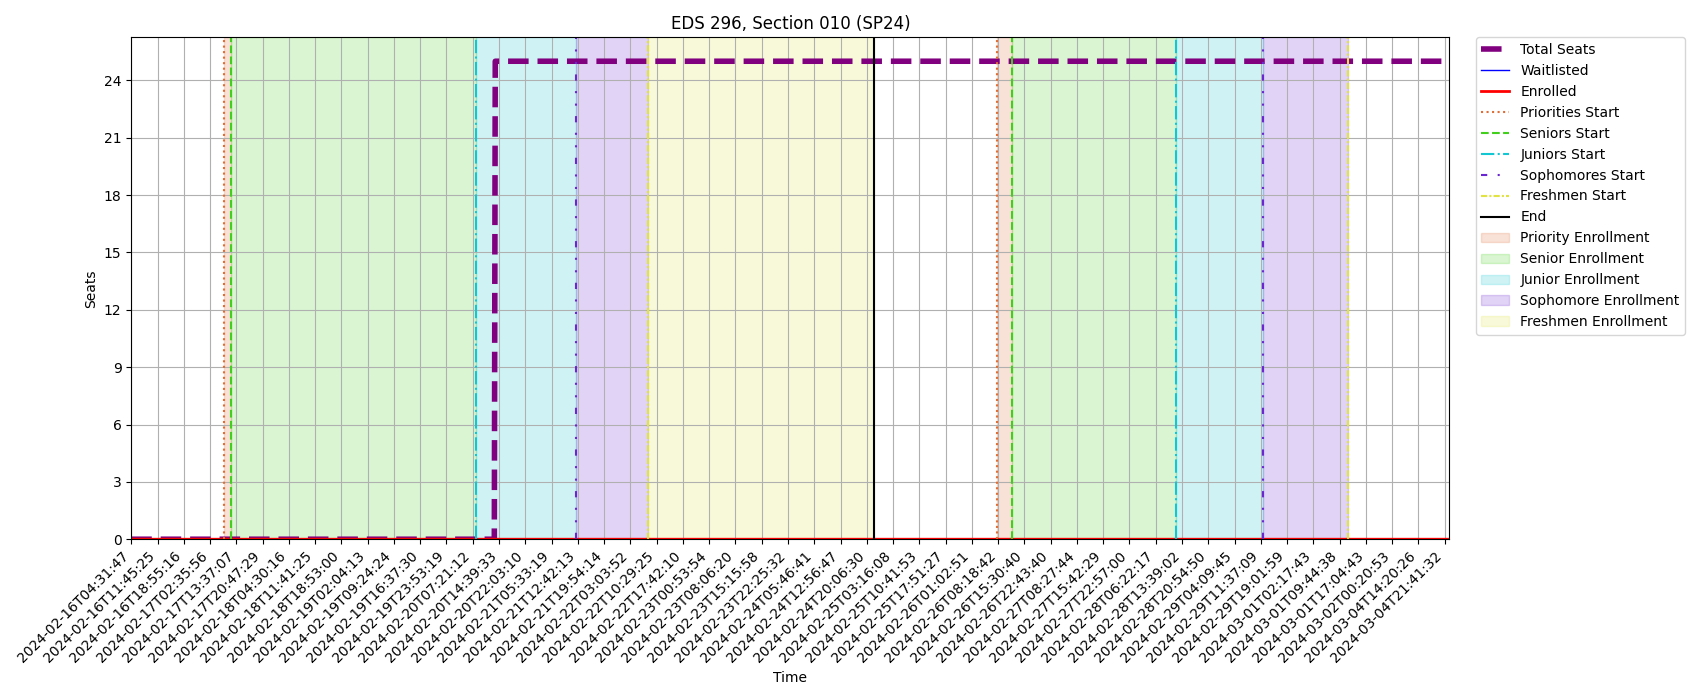 EDS 296, Section 010 (SP24)
Seats
24
21
18
15
12
9
6
3
0
2024-02-16T04:31:47
2024-02-16T11:45:25
2024-02-16T18:55:16
2024-02-17T02:35:56
2024-02-17T13:37:07
2024-02-17T20:47:29
2024-02-18T04:30:16
2024-02-18T11:41:25
2024-02-18T18:53:00
2024-02-19T02:04:13
2024-02-19T09:24:24
2024-02-19T16:37:30
2024-02-19T23:53:19
2024-02-20T07:21:12
2024-02-20T14:39:33
2024-02-20T22:03:10
2024-02-21T05:33:19
2024-02-21T12:42:13
2024-02-21T19:54:14
2024-02-22T03:03:52
2024-02-22T10:29:25
2024-02-22T17:42:10
2024-02-23T00:53:54
2024-02-23T08:06:20
2024-02-23T15:15:58
2024-02-23T22:25:32
2024-02-24T05:46:41
2024-02-24T12:56:47
2024-02-24T20:06:30
2024-02-25T03:16:08
2024-02-25T10:41:53
2024-02-25T17:51:27
2024-02-26T01:02:51
2024-02-26T08:18:42
2024-02-26T15:30:40
2024-02-26T22:43:40
2024-02-27T08:27:44
2024-02-27T15:42:29
2024-02-27T22:57:00
2024-02-28T06:22:17
2024-02-28T13:39:02
2024-02-28T20:54:50
2024-02-29T04:09:45
2024-02-29T11:37:09
2024-02-29T19:01:59
2024-03-01T02:17:43
2024-03-01T09:44:38
2024-03-01T17:04:43
2024-03-02T00:20:53
2024-03-04T14:20:26
2024-03-04T21:41:32
Time
Total Seats
Waitlisted
Enrolled
Priorities Start
Seniors Start
Juniors Start
Sophomores Start
Freshmen Start
End
Priority Enrollment
Senior Enrollment
Junior Enrollment
Sophomore Enrollment
Freshmen Enrollment